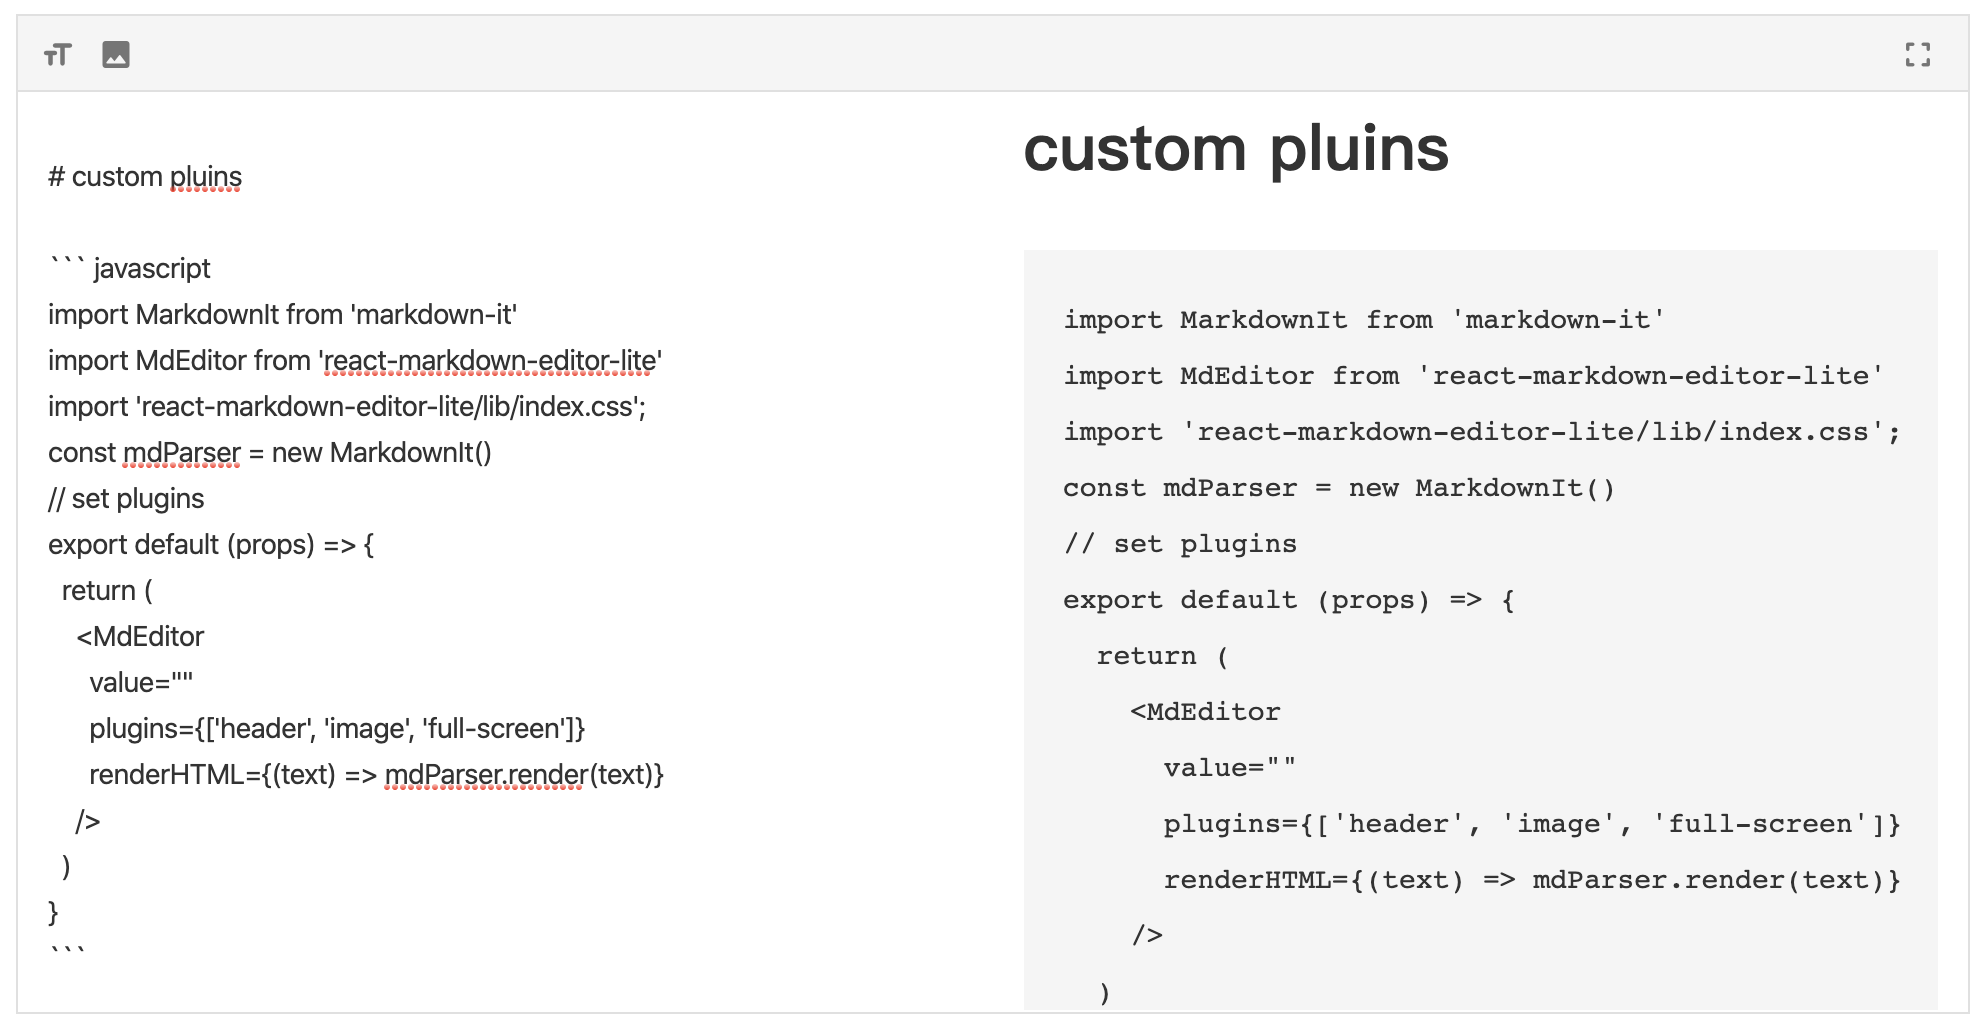 # custom pluins
``` javascript
import MarkdownIt from 'markdown-it'
import MdEditor from 'react-markdown-editor-lite'
import 'react-markdown-editor-lite/lib/index.css';
const mdParser = new MarkdownIt()
// set plugins
export default (props) => {
  return (
    <MdEditor
      value=""
      plugins={['header', 'image', 'full-screen']}
      renderHTML={(text) => mdParser.render(text)}
    />
  )
}
```
custom pluins
import MarkdownIt from 'markdown-it'
import MdEditor from 'react-markdown-editor-lite'
import 'react-markdown-editor-lite/lib/index.css';
const mdParser = new MarkdownIt()
// set plugins
export default (props) => {
  return (
    <MdEditor
      value=""
      plugins={['header', 'image', 'full-screen']}
      renderHTML={(text) => mdParser.render(text)}
    />
  )